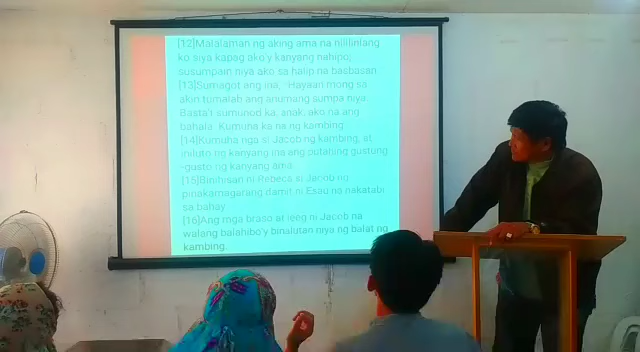 [12]Malalaman ng aking ama na nililinlang
ko siya kapag ako'y kanyang nahipo;
susumpain niya ako sa halip na basbasan.
[13]Sumagot ang ina, Hayaan mong sa
akin tumalab ang anumang sumpa niya.
Basta't sumunod ka, anak, ako na ang
bahala. Kumuha ka na ng kambing.
[14]Kumuha nga si Jacob ng kambing, at
iniluto ng kanyang ina ang putahing gustong
-gusto ng kanyang ama.
[15]Binihisan ni Rebeca si Jacob ng
pinakamagarang damit ni Esau na nakatabi
sa bahay.
[16]Ang mga braso at leeg ni Jacob na
walang balahibo'y binalutan niya ng balat ng
kambing.